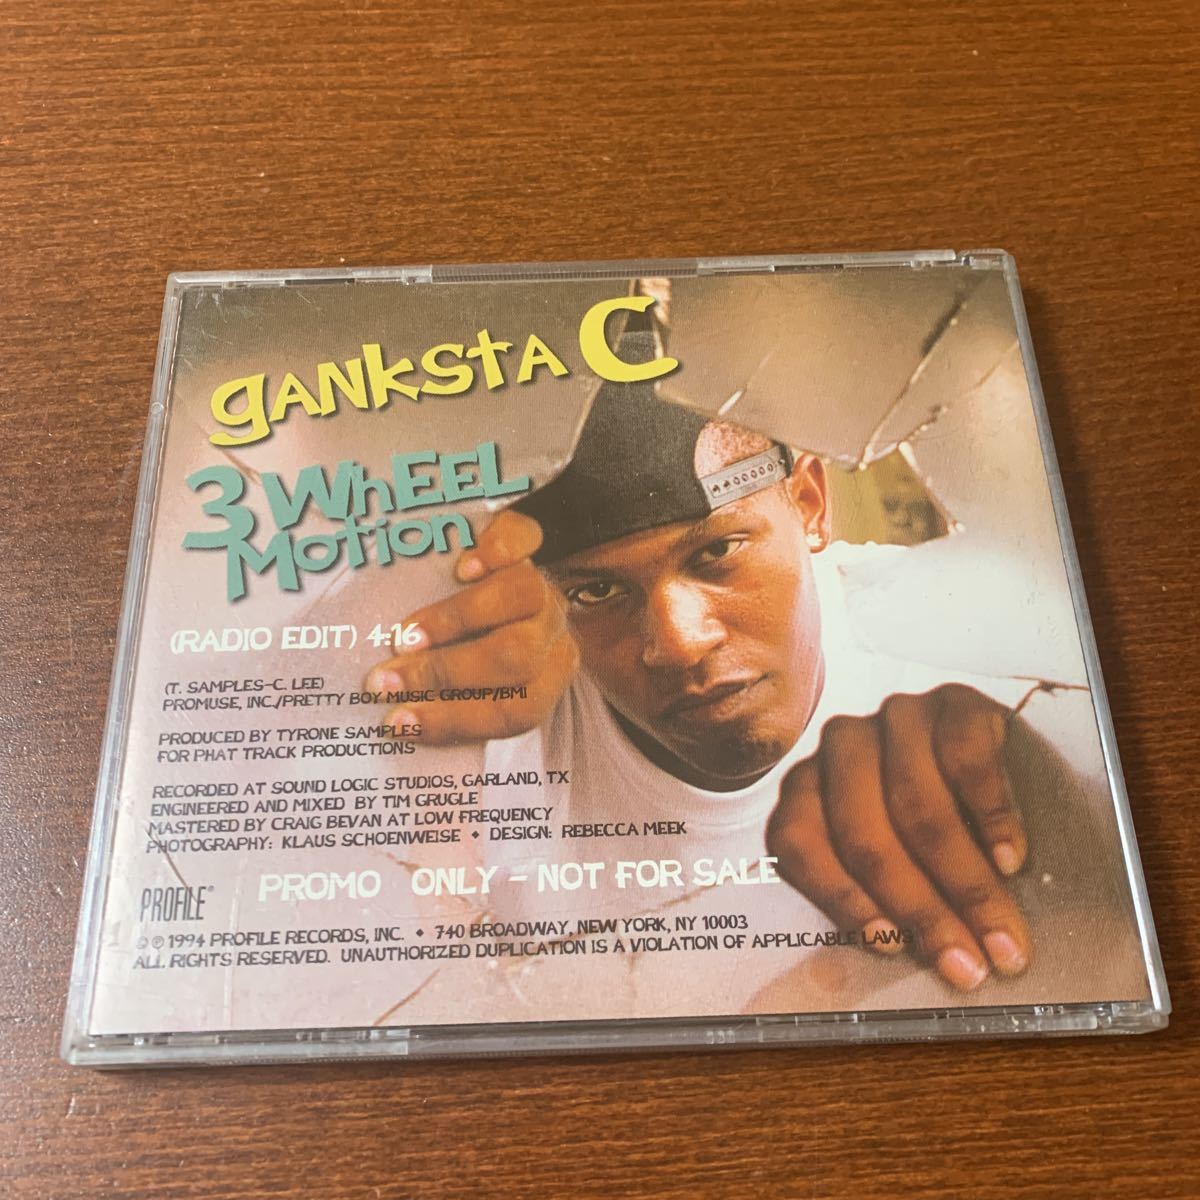 gANKStA C
3 WhEEL
Motion
(RADIO EDIT) 4:16
(T. SAMPLES-C. LEE)
PROMUSE, INC./PRETTY BOY MUSIC GROUP/BMI
PRODUCED BY TYRONE SAMPLES
FOR PHAT TRACK PRODUCTIONS
RECORDED AT SOUND LOGIC STUDIOS, GARLAND, TX
ENGINEERED AND MIXED BY TIM GRUGLE
MASTERED BY CRAIG BEVAN AT LOW FREQUENCY
PHOTOGRAPHY: KLAUS SCHOENWEISE • DESIGN: REBECCA MEEK
PROMO ONLY – NOT FOR SALE
PROFILE®
©℗ 1994 PROFILE RECORDS, INC. • 740 BROADWAY, NEW YORK, NY 10003
ALL RIGHTS RESERVED. UNAUTHORIZED DUPLICATION IS A VIOLATION OF APPLICABLE LAWS